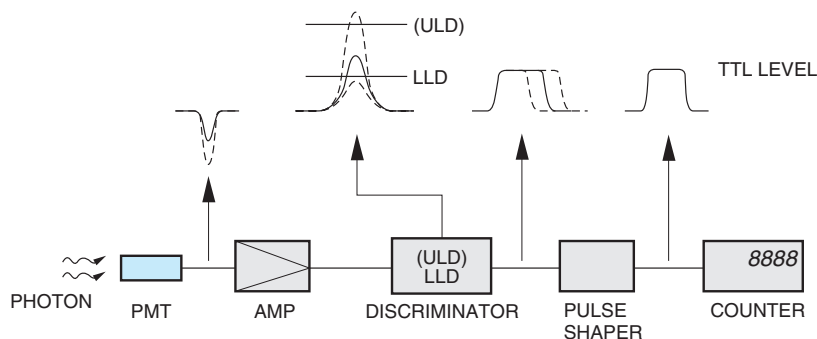 (ULD)
LLD
TTL LEVEL
(ULD)
LLD
8888
PHOTON
PMT
AMP
DISCRIMINATOR
PULSE
SHAPER
COUNTER